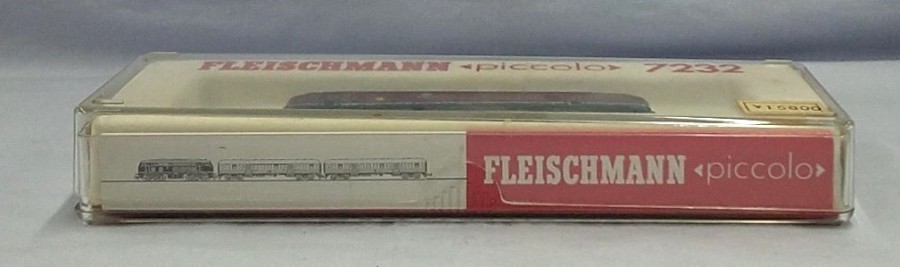 FLEISCHMANN ◄piccolo► 7232
FLEISCHMANN ◄piccolo►